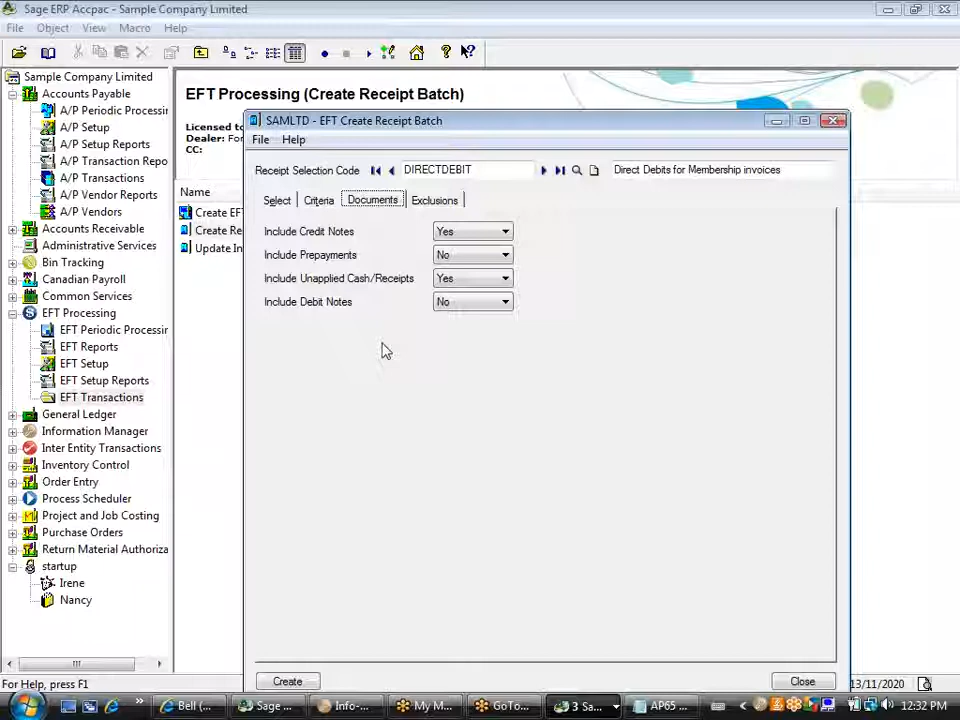 Sage ERP Accpac - Sample Company Limited
File Object View Macro Help
Sample Company Limited
Accounts Payable
A/P Periodic Processin
A/P Setup
A/P Setup Reports
A/P Transaction Repo
A/P Transactions
A/P Vendor Reports
A/P Vendors
Accounts Receivable
Administrative Services
Bin Tracking
Canadian Payroll
Common Services
EFT Processing
EFT Periodic Processir
EFT Reports
EFT Setup
EFT Setup Reports
EFT Transactions
General Ledger
Information Manager
Inter Entity Transactions
Inventory Control
Order Entry
Process Scheduler
Project and Job Costing
Purchase Orders
Return Material Authoriza
startup
Irene
Nancy
EFT Processing (Create Receipt Batch)
Licensed to
Dealer: For
CC:
Name
Create EF
Create Re
Update In
SAMLTD - EFT Create Receipt Batch
File Help
Receipt Selection Code DIRECTDEBIT Direct Debits for Membership invoices
Select Criteria Documents Exclusions
Include Credit Notes Yes
Include Prepayments No
Include Unapplied Cash/Receipts Yes
Include Debit Notes No
Create Close
For Help, press F1 13/11/2020
Bell (... Sage ... Info-... My M... GoTo... 3 Sa... AP65 ... 12:32 PM